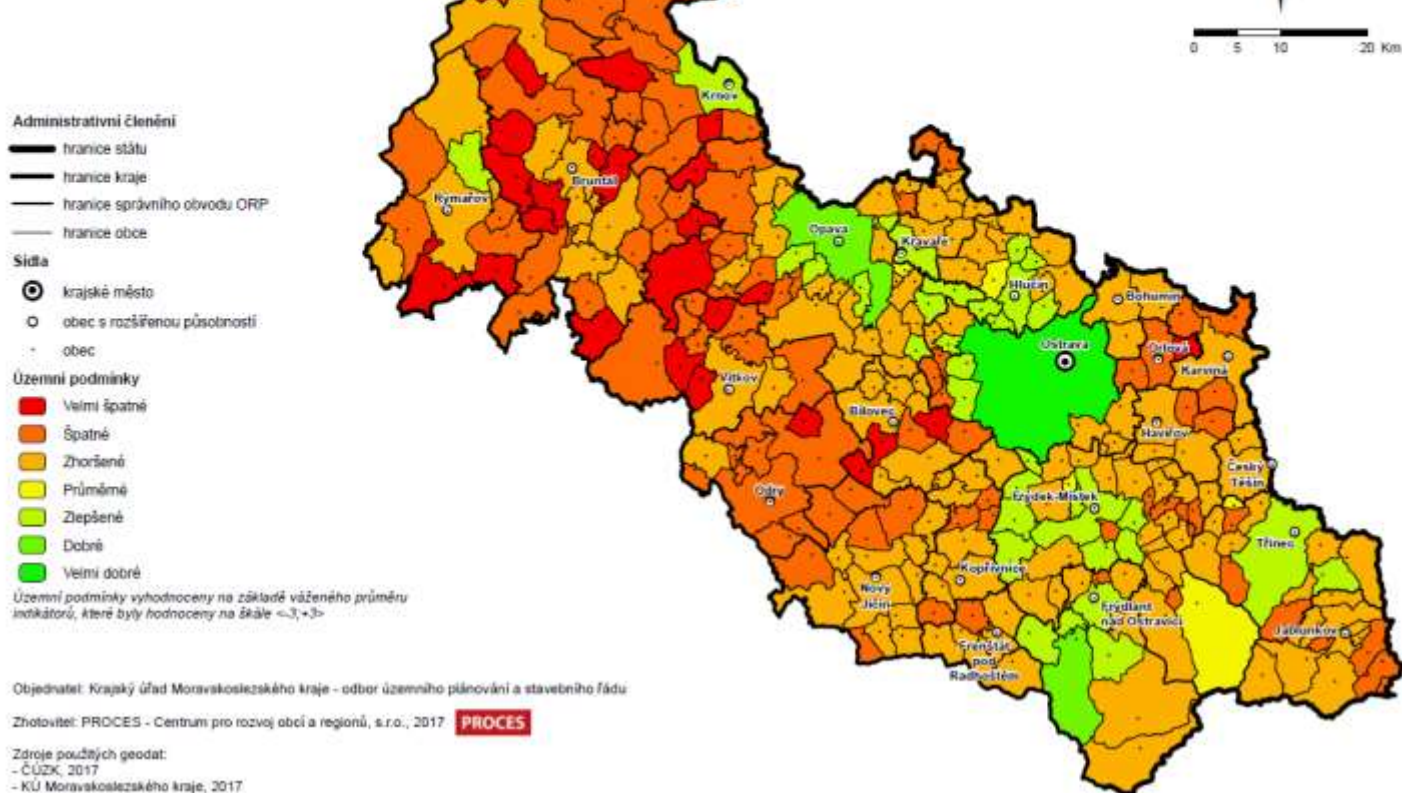 0 5 10 20 Km
Administrativní členění
hranice státu
hranice kraje
hranice správního obvodu ORP
hranice obce
Sídla
krajské město
obec s rozšířenou působností
obec
Územní podmínky
Velmi špatné
Špatné
Zhoršené
Průměrné
Zlepšené
Dobré
Velmi dobré
Územní podmínky vyhodnoceny na základě váženého průměru
indikátorů, které byly hodnoceny na škále <-3;+3>
Objednatel: Krajský úřad Moravskoslezského kraje - odbor územního plánování a stavebního řádu
Zhotovitel: PROCES - Centrum pro rozvoj obcí a regionů, s.r.o., 2017 PROCES
Zdroje použitých geodat:
- ČÚZK, 2017
- KÚ Moravskoslezského kraje, 2017
Krnov
Bruntál
Rýmařov
Opava
Kravaře
Hlučín
Bohumín
Ostrava
Orlová
Karviná
Vítkov
Bílovec
Havířov
Český
Těšín
Odry
Frýdek-Místek
Třinec
Kopřivnice
Nový
Jičín
Frýdlant
nad Ostravicí
Jablunkov
Frenštát
pod
Radhoštěm